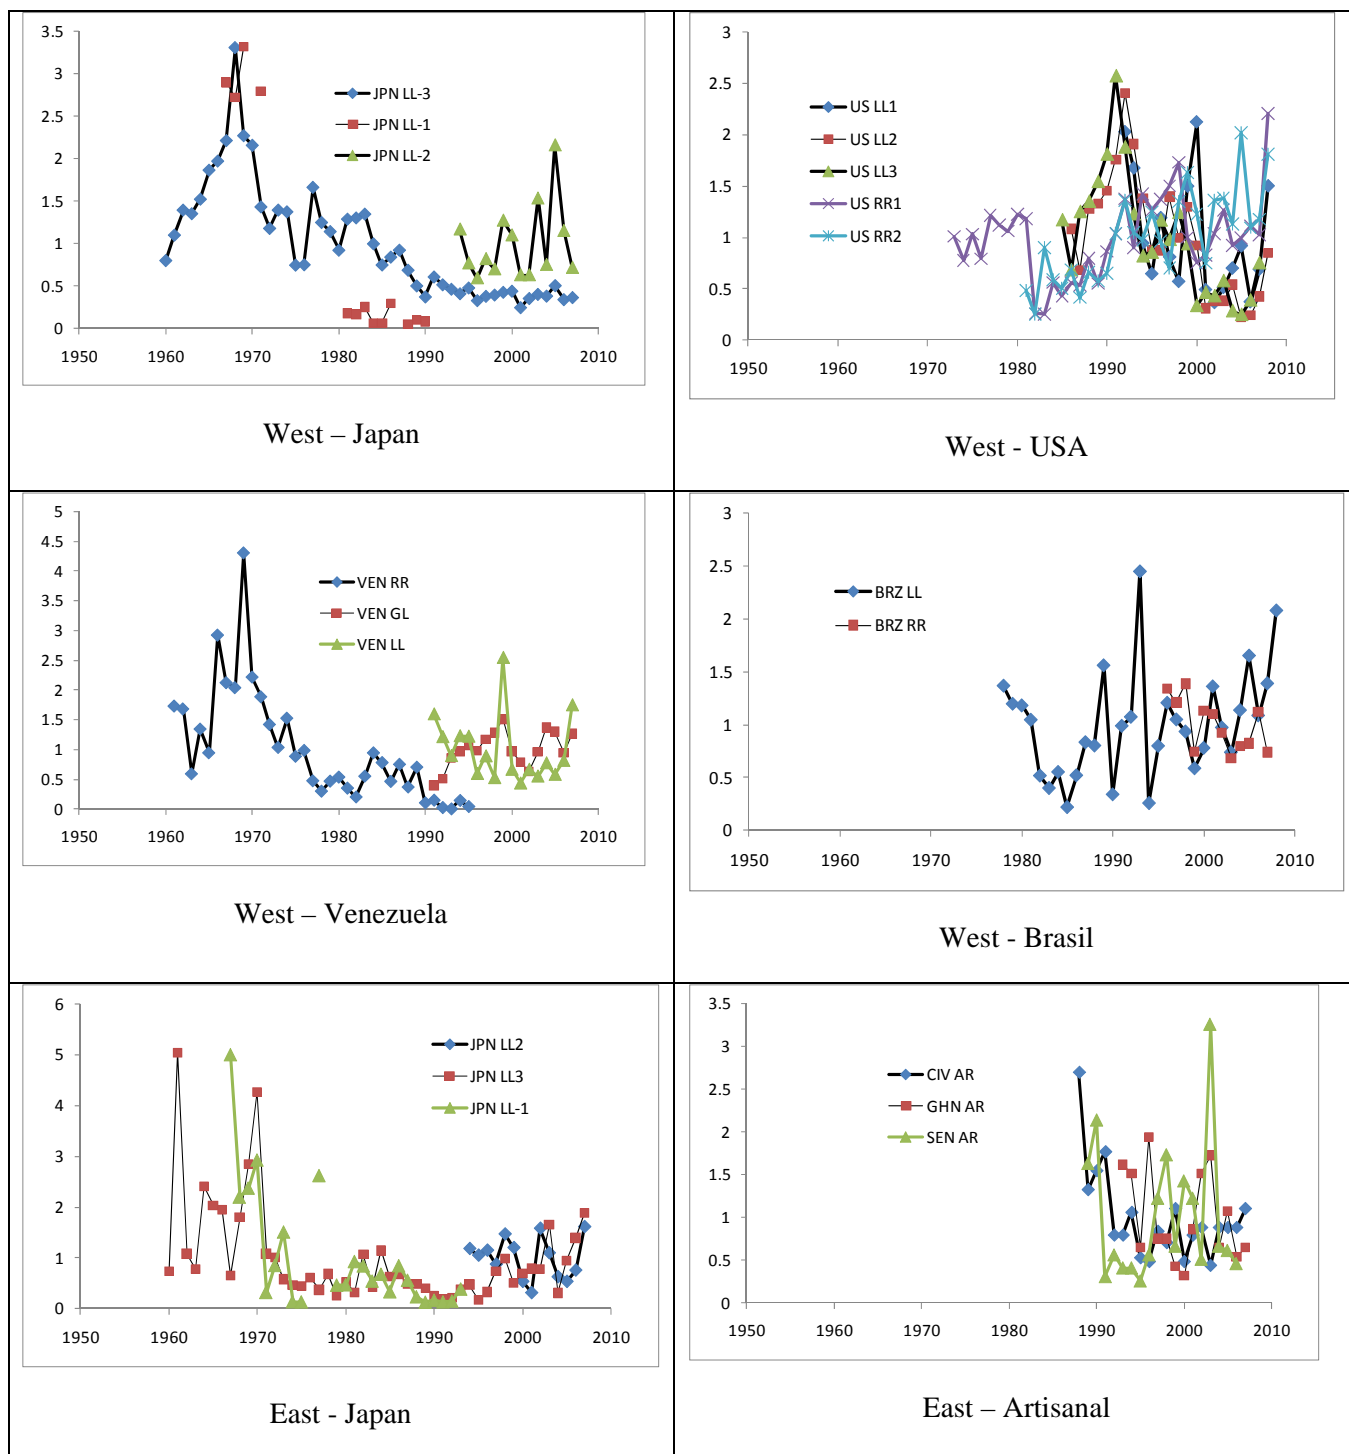 3.5
3
2.5
2
1.5
1
0.5
0
1950 1960 1970 1980 1990 2000 2010
JPN LL-3
JPN LL-1
JPN LL-2
West – Japan
3
2.5
2
1.5
1
0.5
0
1950 1960 1970 1980 1990 2000 2010
US LL1
US LL2
US LL3
US RR1
US RR2
West - USA
5
4.5
4
3.5
3
2.5
2
1.5
1
0.5
0
1950 1960 1970 1980 1990 2000 2010
VEN RR
VEN GL
VEN LL
West – Venezuela
3
2.5
2
1.5
1
0.5
0
1950 1960 1970 1980 1990 2000 2010
BRZ LL
BRZ RR
West - Brasil
6
5
4
3
2
1
0
1950 1960 1970 1980 1990 2000 2010
JPN LL2
JPN LL3
JPN LL-1
East - Japan
3.5
3
2.5
2
1.5
1
0.5
0
1950 1960 1970 1980 1990 2000 2010
CIV AR
GHN AR
SEN AR
East – Artisanal